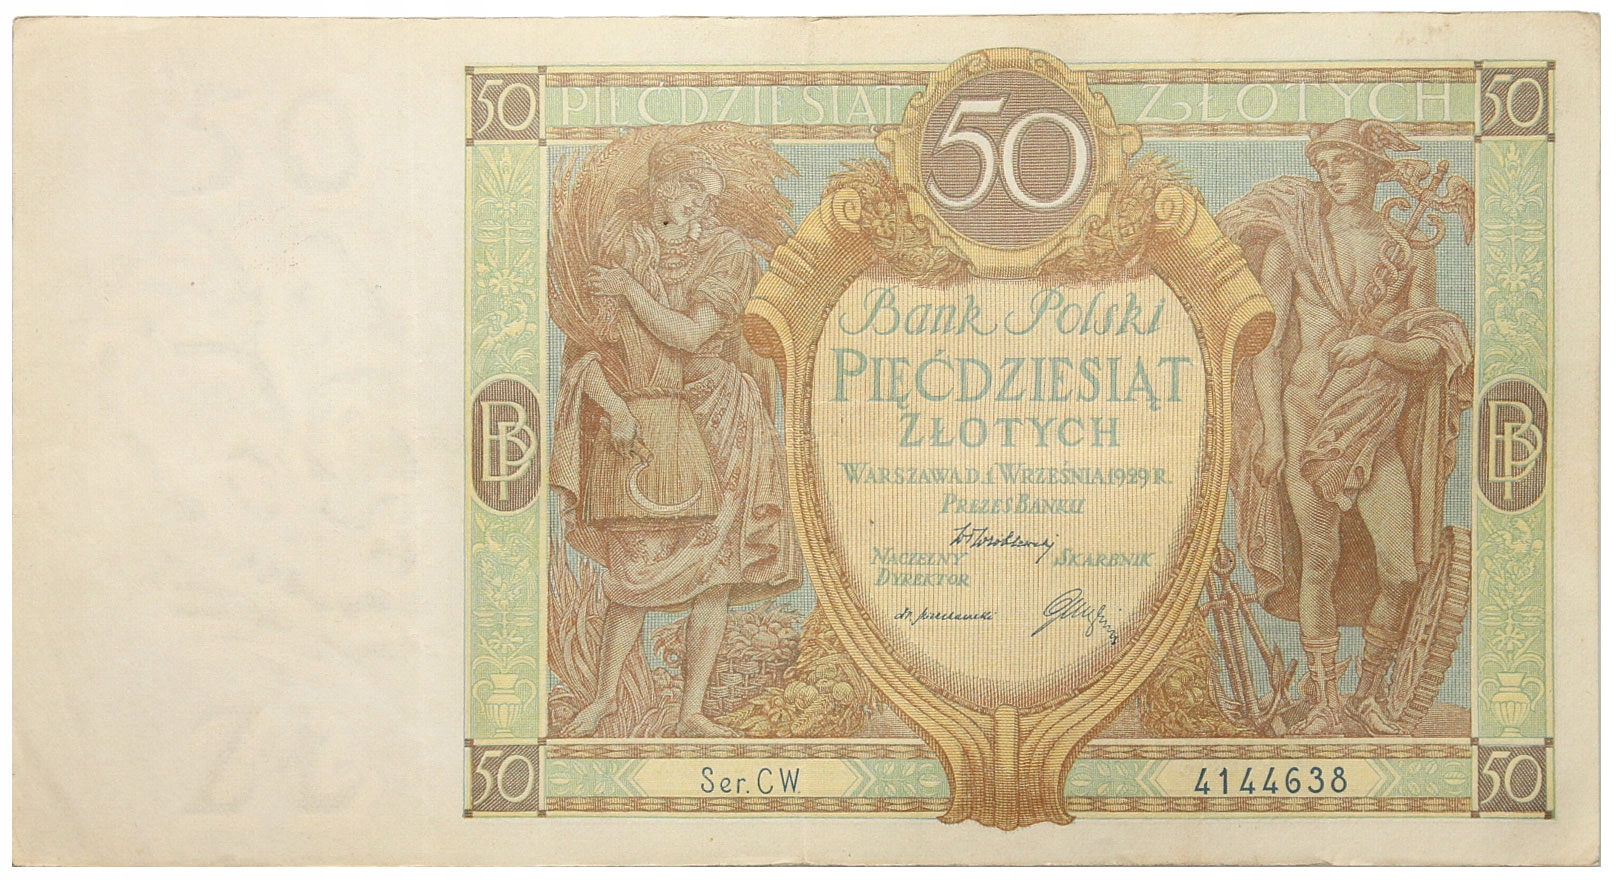 50 PIĘĆDZIESIĄT 50 ZŁOTYCH 50
Bank Polski
PIĘĆDZIESIĄT
ZŁOTYCH
WARSZAWA D. 1 WRZEŚNIA 1929 R.
PREZES BANKU
BP BP
NACZELNY SKARBNIK
DYREKTOR
50 Ser. CW. 4144638 50